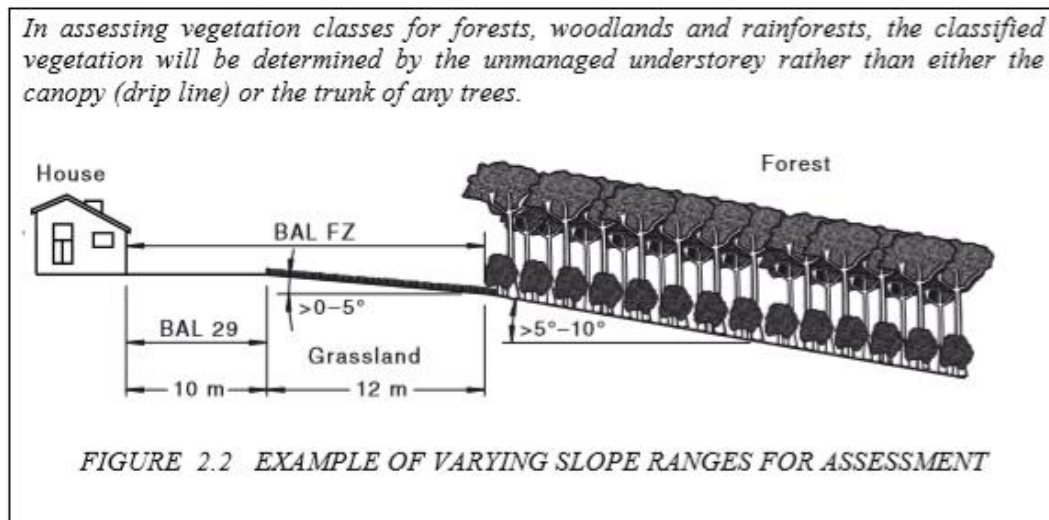 In assessing vegetation classes for forests, woodlands and rainforests, the classified
vegetation will be determined by the unmanaged understorey rather than either the
canopy (drip line) or the trunk of any trees.
House
Forest
BAL FZ
>0–5°
BAL 29
>5°–10°
Grassland
10 m
12 m
FIGURE 2.2 EXAMPLE OF VARYING SLOPE RANGES FOR ASSESSMENT